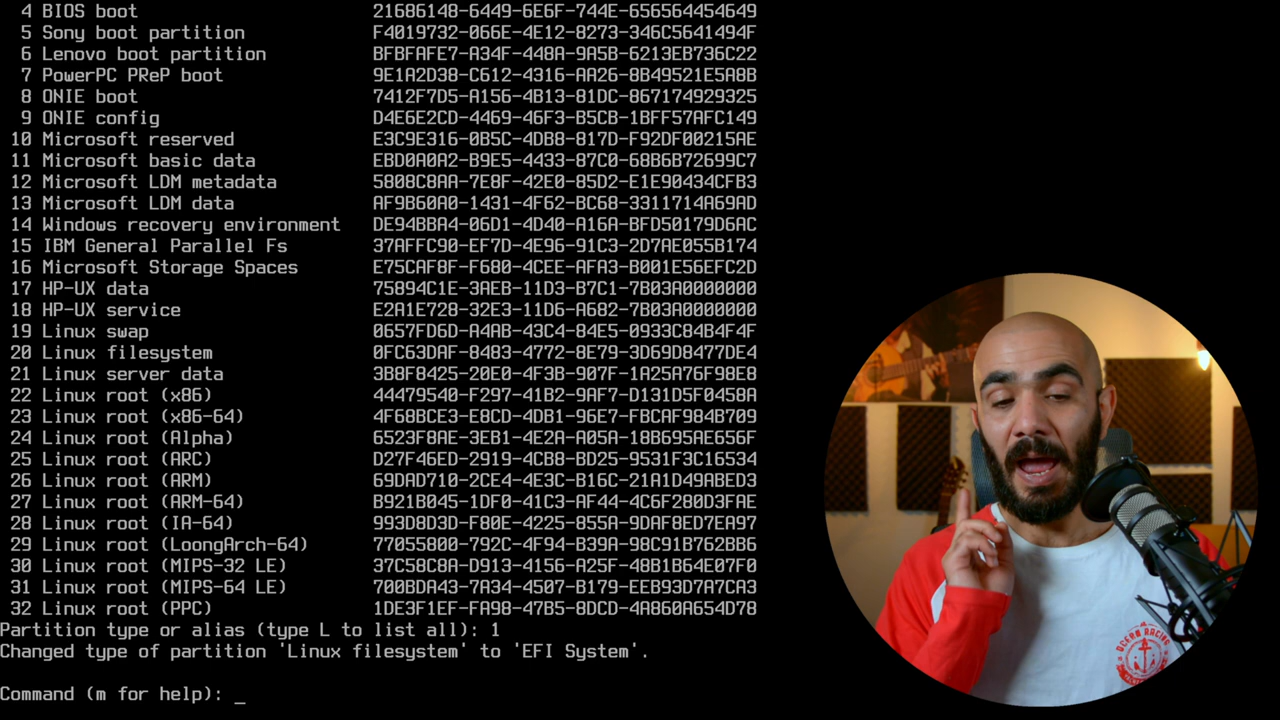 4 BIOS boot 21686148-6449-6E6F-744E-656564454649
5 Sony boot partition F4019732-066E-4E12-8273-346C5641494F
6 Lenovo boot partition BFBFAFE7-A34F-448A-9A5B-6213EB736C22
7 PowerPC PReP boot 9E1A2D38-C612-4316-AA26-8B49521E5A8B
8 ONIE boot 7412F7D5-A156-4B13-81DC-867174929325
9 ONIE config D4E6E2CD-4469-46F3-B5CB-1BFF57AFC149
10 Microsoft reserved E3C9E316-0B5C-4DB8-817D-F92DF00215AE
11 Microsoft basic data EBD0A0A2-B9E5-4433-87C0-68B6B72699C7
12 Microsoft LDM metadata 5808C8AA-7E8F-42E0-85D2-E1E90434CFB3
13 Microsoft LDM data AF9B60A0-1431-4F62-BC68-3311714A69AD
14 Windows recovery environment DE94BBA4-06D1-4D40-A16A-BFD50179D6AC
15 IBM General Parallel Fs 37AFFC90-EF7D-4E96-91C3-2D7AE055B174
16 Microsoft Storage Spaces E75CAF8F-F680-4CEE-AFA3-B001E56EFC2D
17 HP-UX data 75894C1E-3AEB-11D3-B7C1-7B03A0000000
18 HP-UX service E2A1E728-32E3-11D6-A682-7B03A0000000
19 Linux swap 0657FD6D-A4AB-43C4-84E5-0933C84B4F4F
20 Linux filesystem 0FC63DAF-8483-4772-8E79-3D69D8477DE4
21 Linux server data 3B8F8425-20E0-4F3B-907F-1A25A76F98E8
22 Linux root (x86) 44479540-F297-41B2-9AF7-D131D5F0458A
23 Linux root (x86-64) 4F68BCE3-E8CD-4DB1-96E7-FBCAF984B709
24 Linux root (Alpha) 6523F8AE-3EB1-4E2A-A05A-18B695AE656F
25 Linux root (ARC) D27F46ED-2919-4CB8-BD25-9531F3C16534
26 Linux root (ARM) 69DAD710-2CE4-4E3C-B16C-21A1D49ABED3
27 Linux root (ARM-64) B921B045-1DF0-41C3-AF44-4C6F280D3FAE
28 Linux root (IA-64) 993D8D3D-F80E-4225-855A-9DAF8ED7EA97
29 Linux root (LoongArch-64) 77055800-792C-4F94-B39A-98C91B762BB6
30 Linux root (MIPS-32 LE) 37C58C8A-D913-4156-A25F-48B1B64E07F0
31 Linux root (MIPS-64 LE) 700BDA43-7A34-4507-B179-EEB93D7A7CA3
32 Linux root (PPC) 1DE3F1EF-FA98-47B5-8DCD-4A860A654D78
Partition type or alias (type L to list all): 1
Changed type of partition 'Linux filesystem' to 'EFI System'.
Command (m for help): _
OCEAN RACING